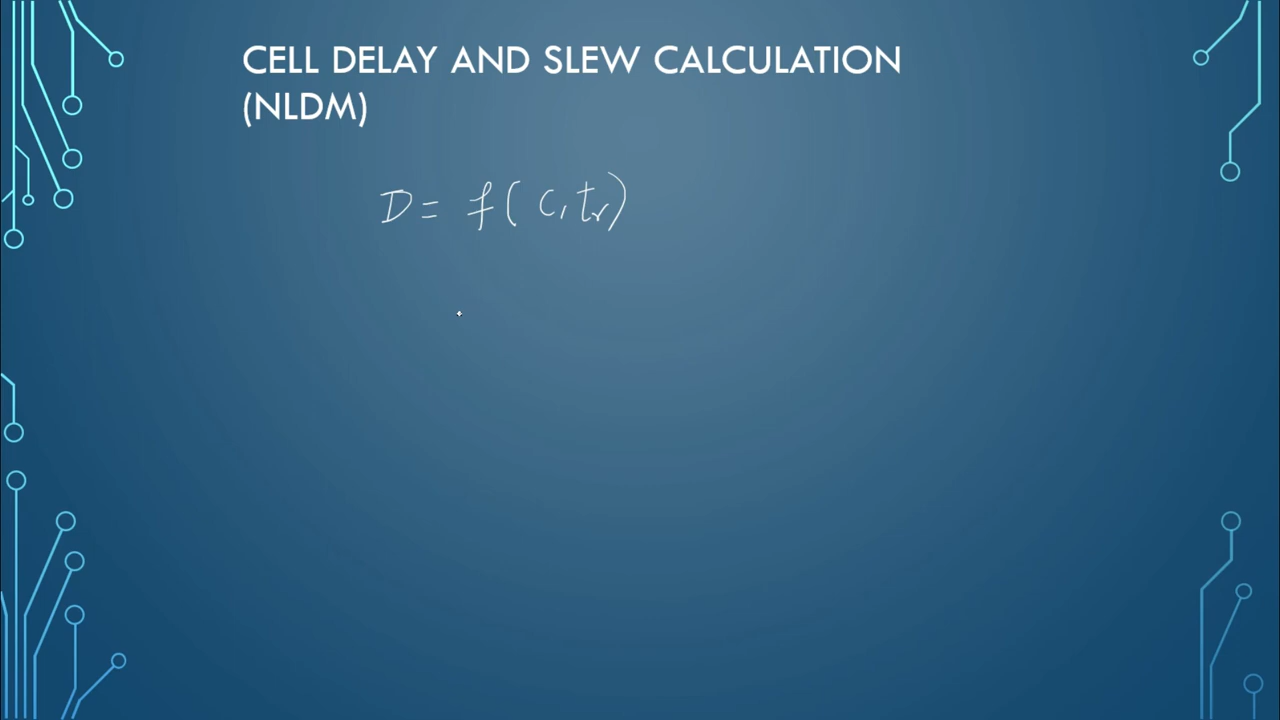 CELL DELAY AND SLEW CALCULATION
(NLDM)
D = f( C, tr)